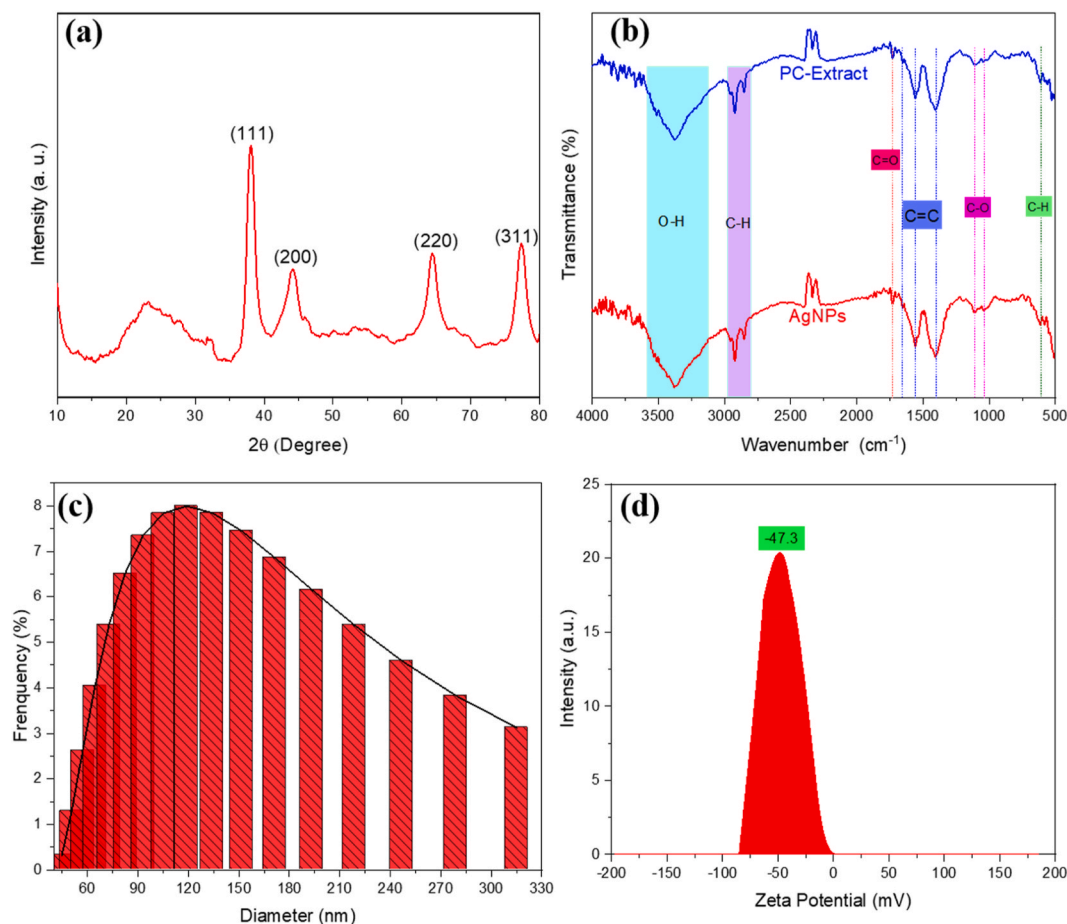 (a)
(111)
(200)
(220)
(311)
Intensity (a. u.)
10 20 30 40 50 60 70 80
2θ (Degree)
(b)
PC-Extract
C=O
O-H
C-H
C=C
C-O
C-H
AgNPs
Transmittance (%)
4000 3500 3000 2500 2000 1500 1000 500
Wavenumber (cm⁻¹)
(c)
8
7
6
5
4
3
2
1
0
Frenquency (%)
60 90 120 150 180 210 240 270 300 330
Diameter (nm)
(d)
-47.3
25
20
15
10
5
0
Intensity (a.u.)
-200 -150 -100 -50 0 50 100 150 200
Zeta Potential (mV)